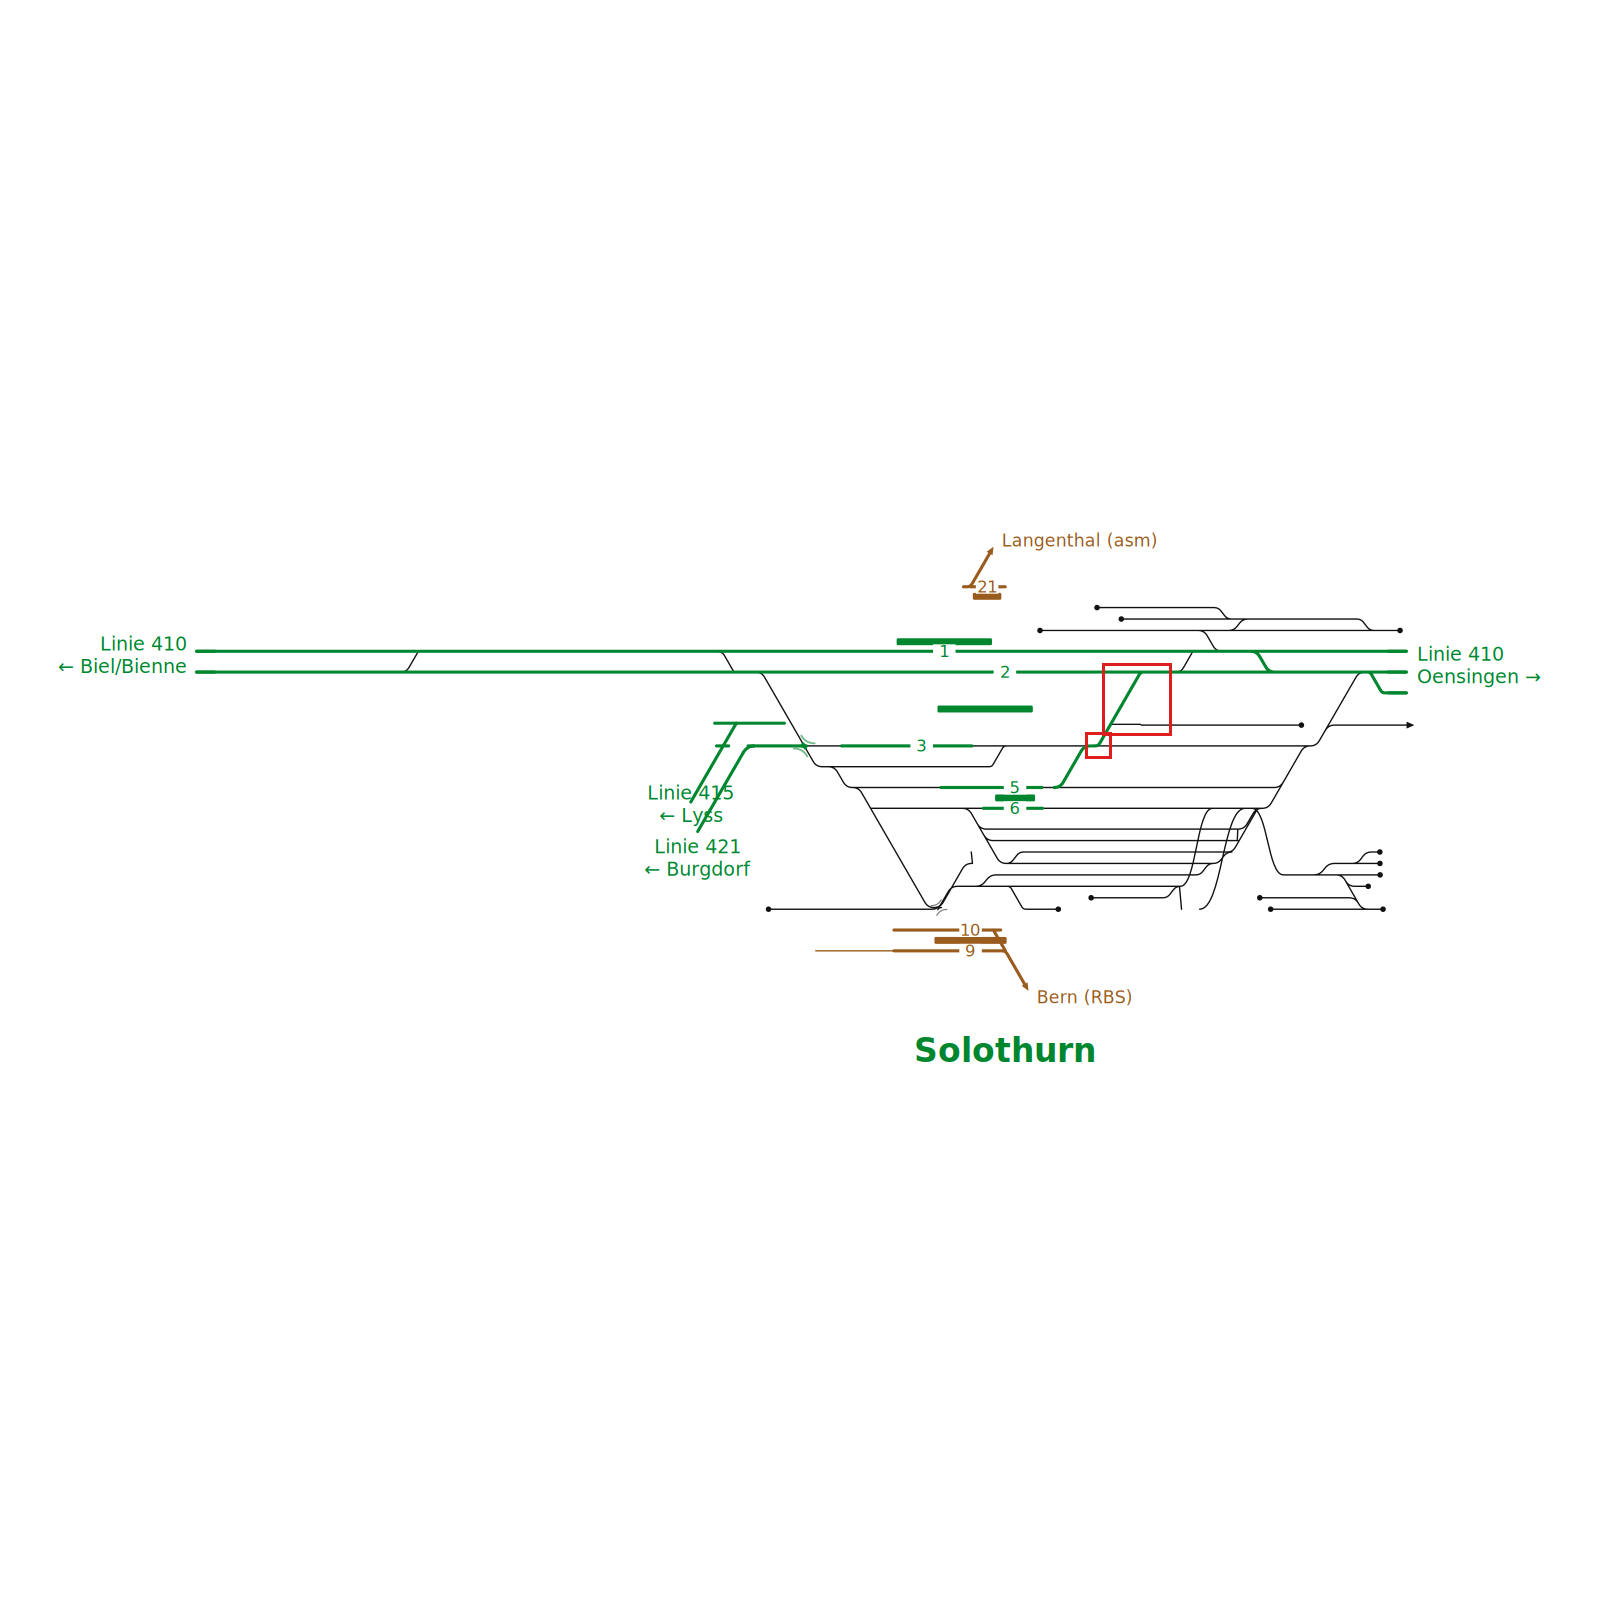 Langenthal (asm)
21
Linie 410
← Biel/Bienne
1
2
Linie 410
Oensingen →
3
Linie 415
← Lyss
5
6
Linie 421
← Burgdorf
10
9
Bern (RBS)
Solothurn